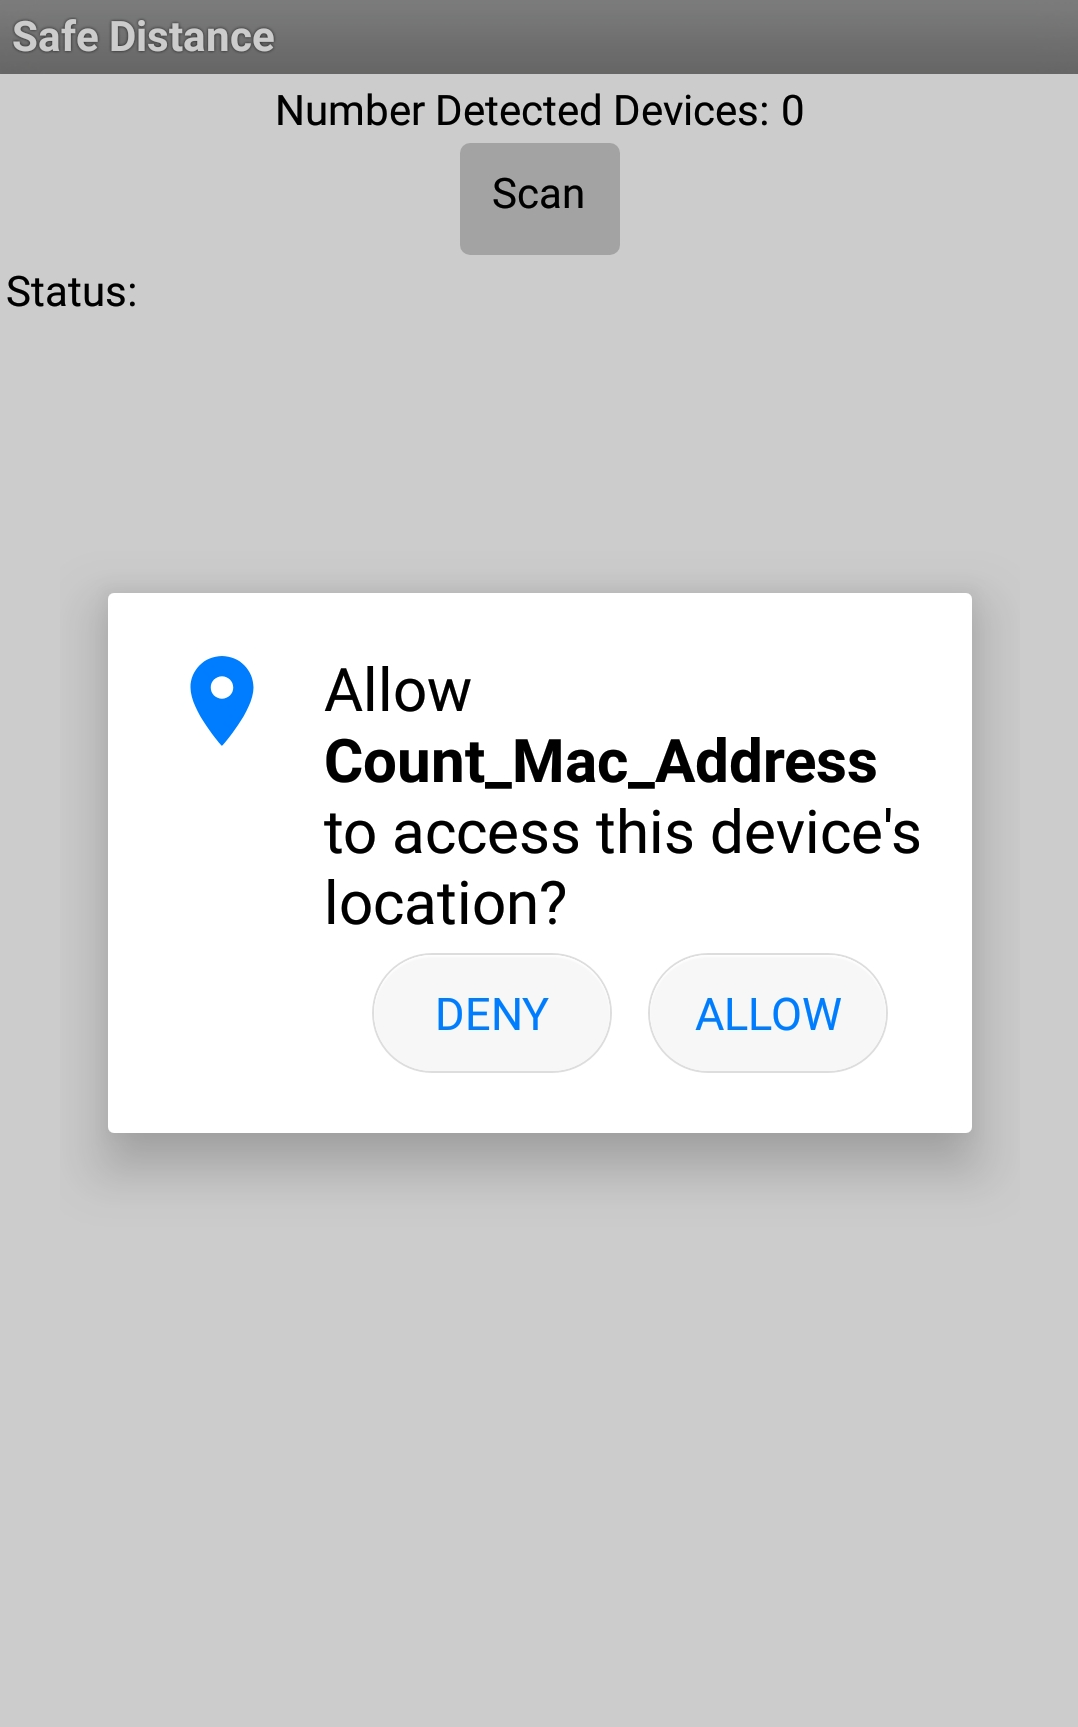 Safe Distance
Number Detected Devices: 0
Scan
Status:
Allow
Count_Mac_Address
to access this device's
location?
DENY ALLOW